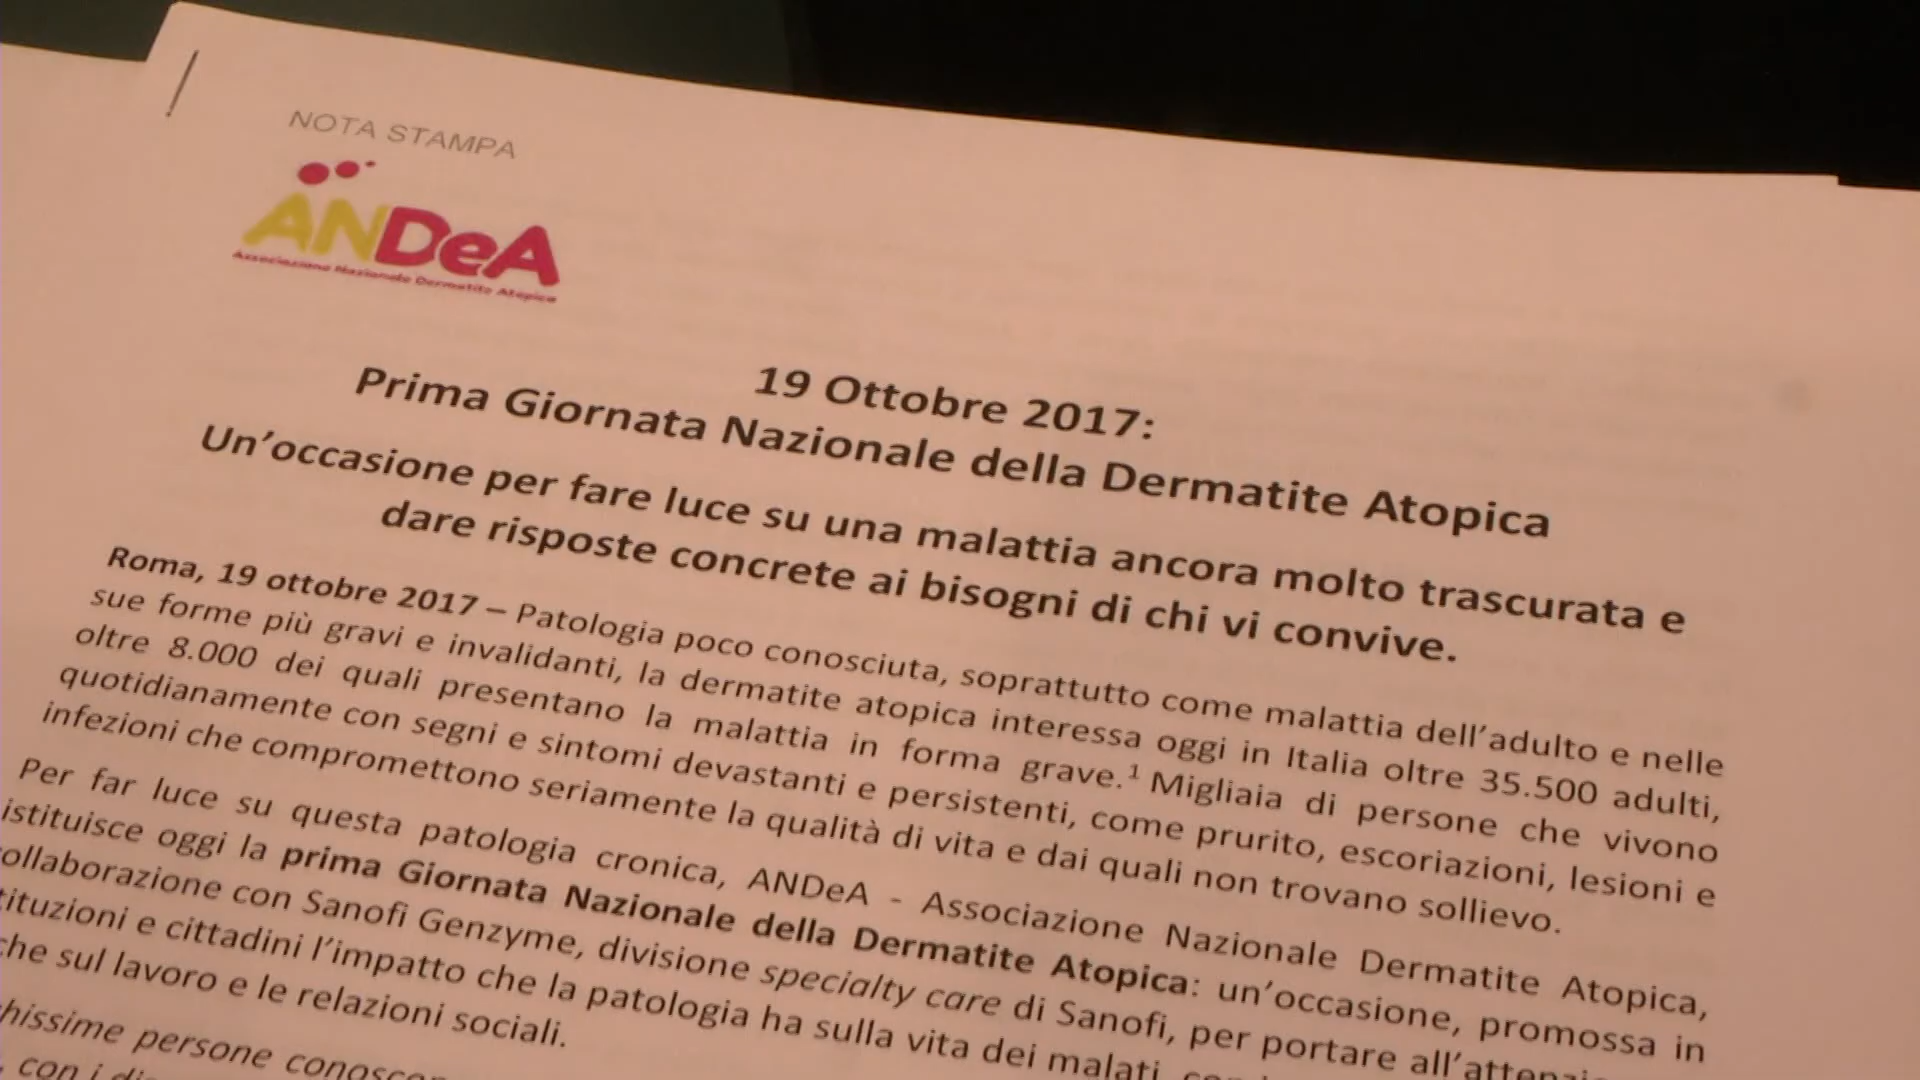 NOTA STAMPA
ANDeA
Associazione Nazionale Dermatite Atopica
19 Ottobre 2017:
Prima Giornata Nazionale della Dermatite Atopica
Un'occasione per fare luce su una malattia ancora molto trascurata e
dare risposte concrete ai bisogni di chi vi convive.
Roma, 19 ottobre 2017 – Patologia poco conosciuta, soprattutto come malattia dell'adulto e nelle
sue forme più gravi e invalidanti, la dermatite atopica interessa oggi in Italia oltre 35.500 adulti,
oltre 8.000 dei quali presentano la malattia in forma grave.¹ Migliaia di persone che vivono
quotidianamente con segni e sintomi devastanti e persistenti, come prurito, escoriazioni, lesioni e
infezioni che compromettono seriamente la qualità di vita e dai quali non trovano sollievo.
Per far luce su questa patologia cronica, ANDeA - Associazione Nazionale Dermatite Atopica,
istituisce oggi la prima Giornata Nazionale della Dermatite Atopica: un'occasione, promossa in
ollaborazione con Sanofi Genzyme, divisione specialty care di Sanofi, per portare all'attenzi
tituzioni e cittadini l'impatto che la patologia ha sulla vita dei malati,
che sul lavoro e le relazioni sociali.
hissime persone conoscon
con i